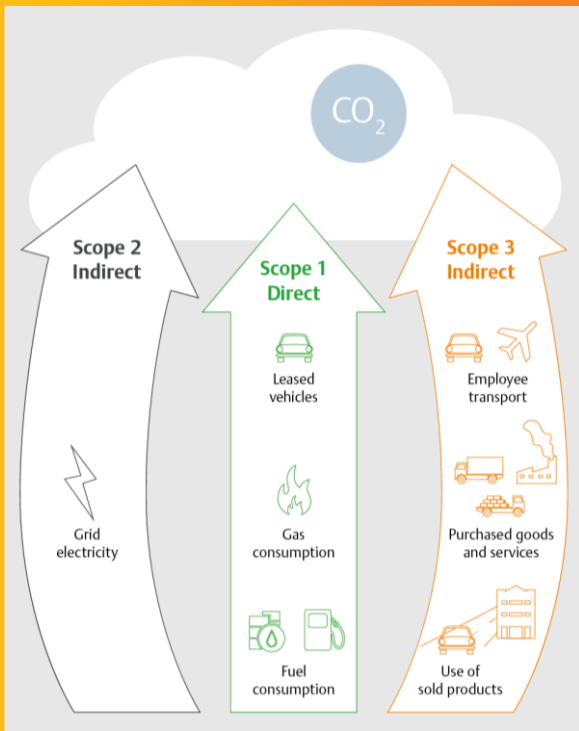 CO₂
Scope 2
Indirect
Grid
electricity
Scope 1
Direct
Leased
vehicles
Gas
consumption
Fuel
consumption
Scope 3
Indirect
Employee
transport
Purchased goods
and services
Use of
sold products